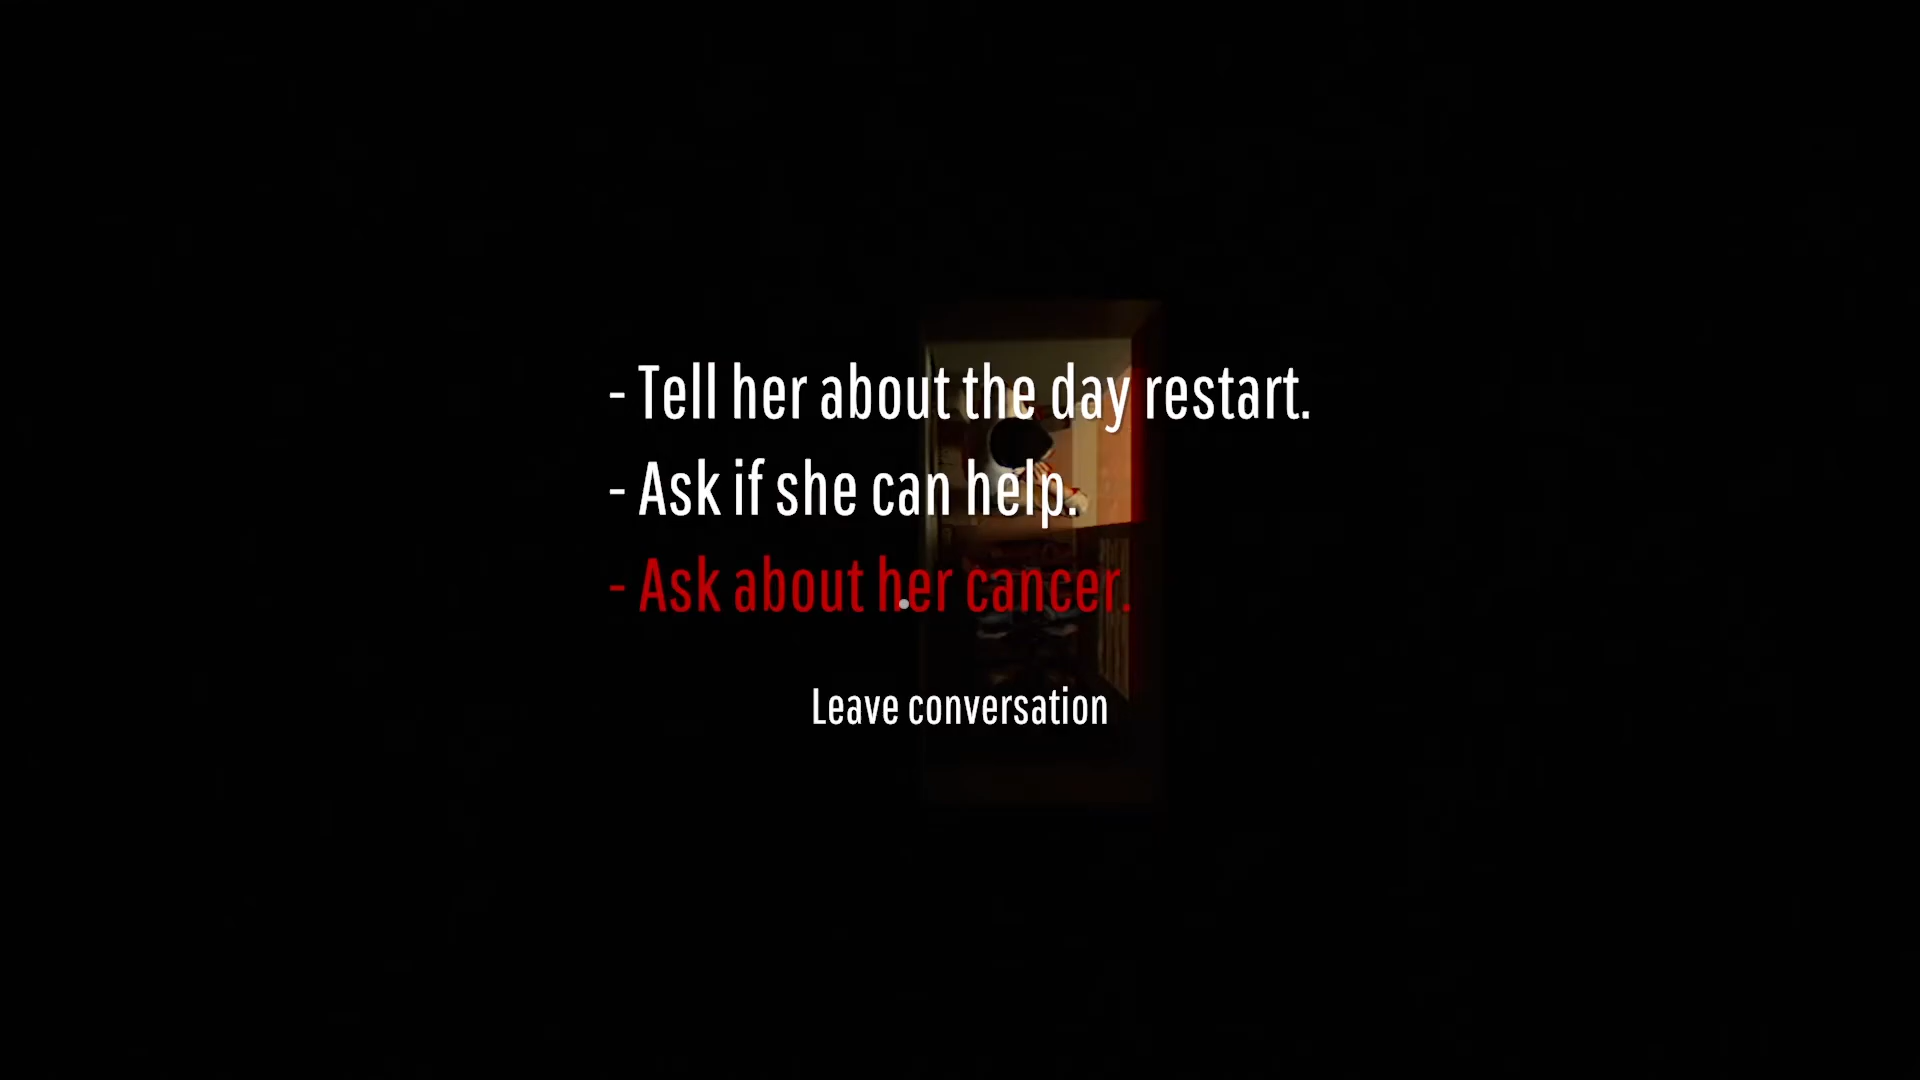 - Tell her about the day restart.
- Ask if she can help.
- Ask about her cancer.
Leave conversation